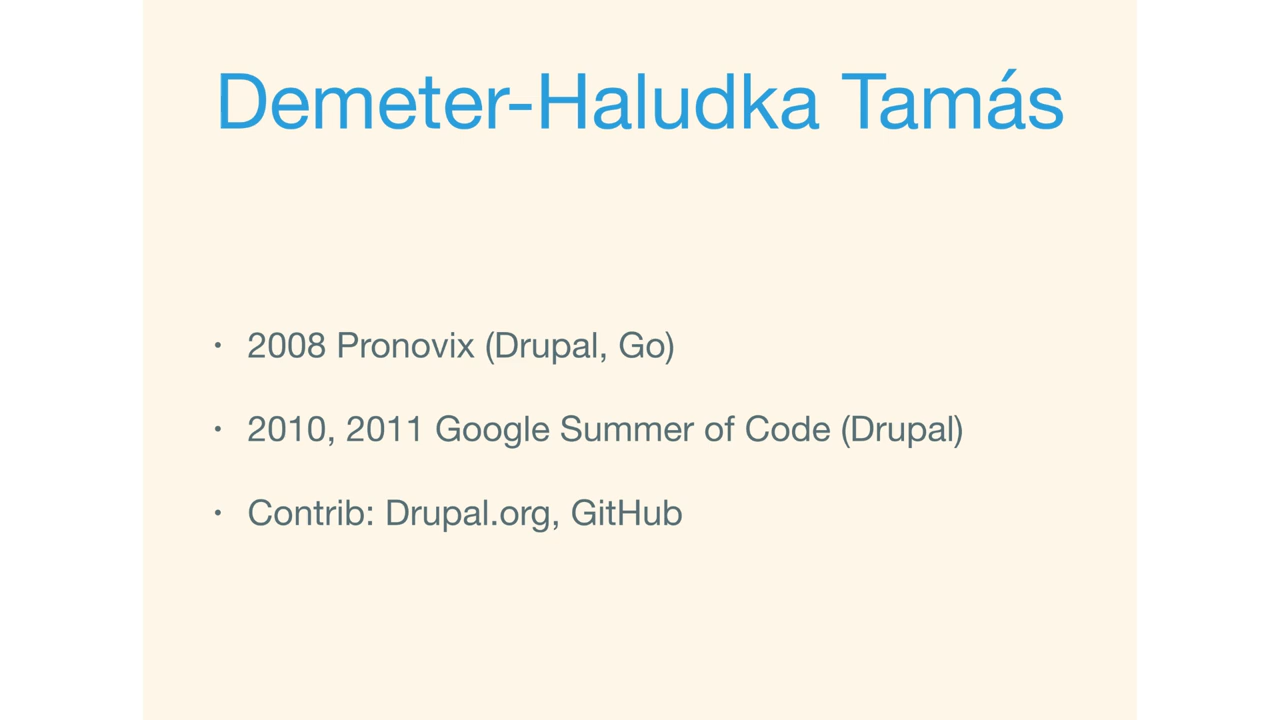 Demeter-Haludka Tamás
• 2008 Pronovix (Drupal, Go)
• 2010, 2011 Google Summer of Code (Drupal)
• Contrib: Drupal.org, GitHub